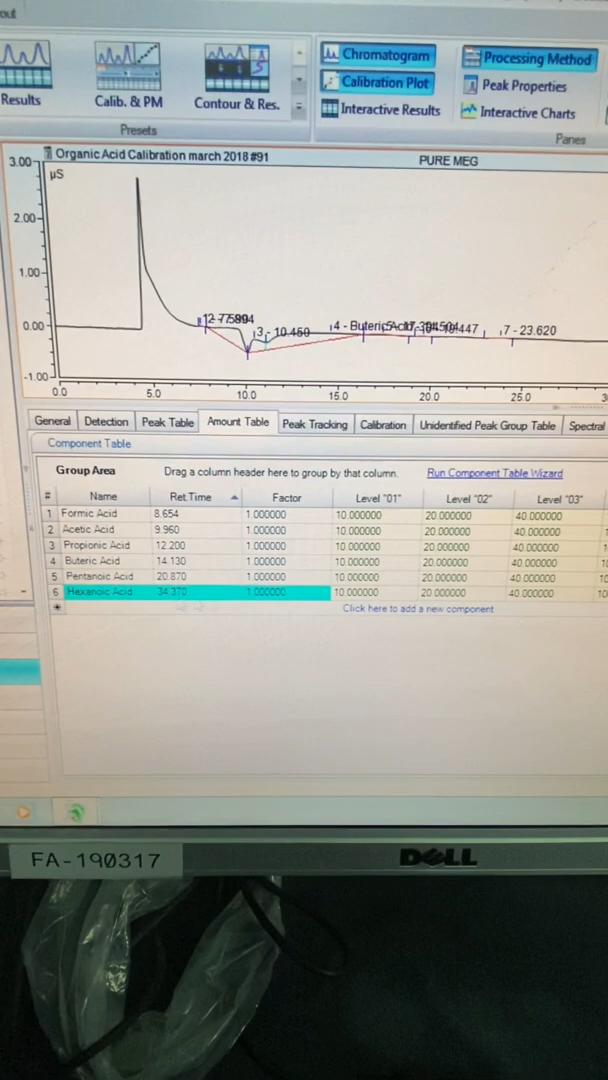 out
Results
Calib. & PM
Contour & Res.
Presets
Chromatogram
Calibration Plot
Interactive Results
Processing Method
Peak Properties
Interactive Charts
Panes
Organic Acid Calibration march 2018 #91
PURE MEG
µS
3.00
2.00
1.00
0.00
-1.00
3 - 10.450
4 - Buteric Acid
7 - 23.620
0.0 5.0 10.0 15.0 20.0 25.0
General Detection Peak Table Amount Table Peak Tracking Calibration Unidentified Peak Group Table Spectral
Component Table
Group Area Drag a column header here to group by that column. Run Component Table Wizard
# Name Ret.Time Factor Level "01" Level "02" Level "03"
1 Formic Acid 8.654 1.000000 10.000000 20.000000 40.000000
2 Acetic Acid 9.960 1.000000 10.000000 20.000000 40.000000
3 Propionic Acid 12.200 1.000000 10.000000 20.000000 40.000000
4 Buteric Acid 14.130 1.000000 10.000000 20.000000 40.000000
5 Pentanoic Acid 20.870 1.000000 10.000000 20.000000 40.000000
6 Hexanoic Acid 34.370 1.000000 10.000000 20.000000 40.000000
Click here to add a new component
FA-190317
DELL